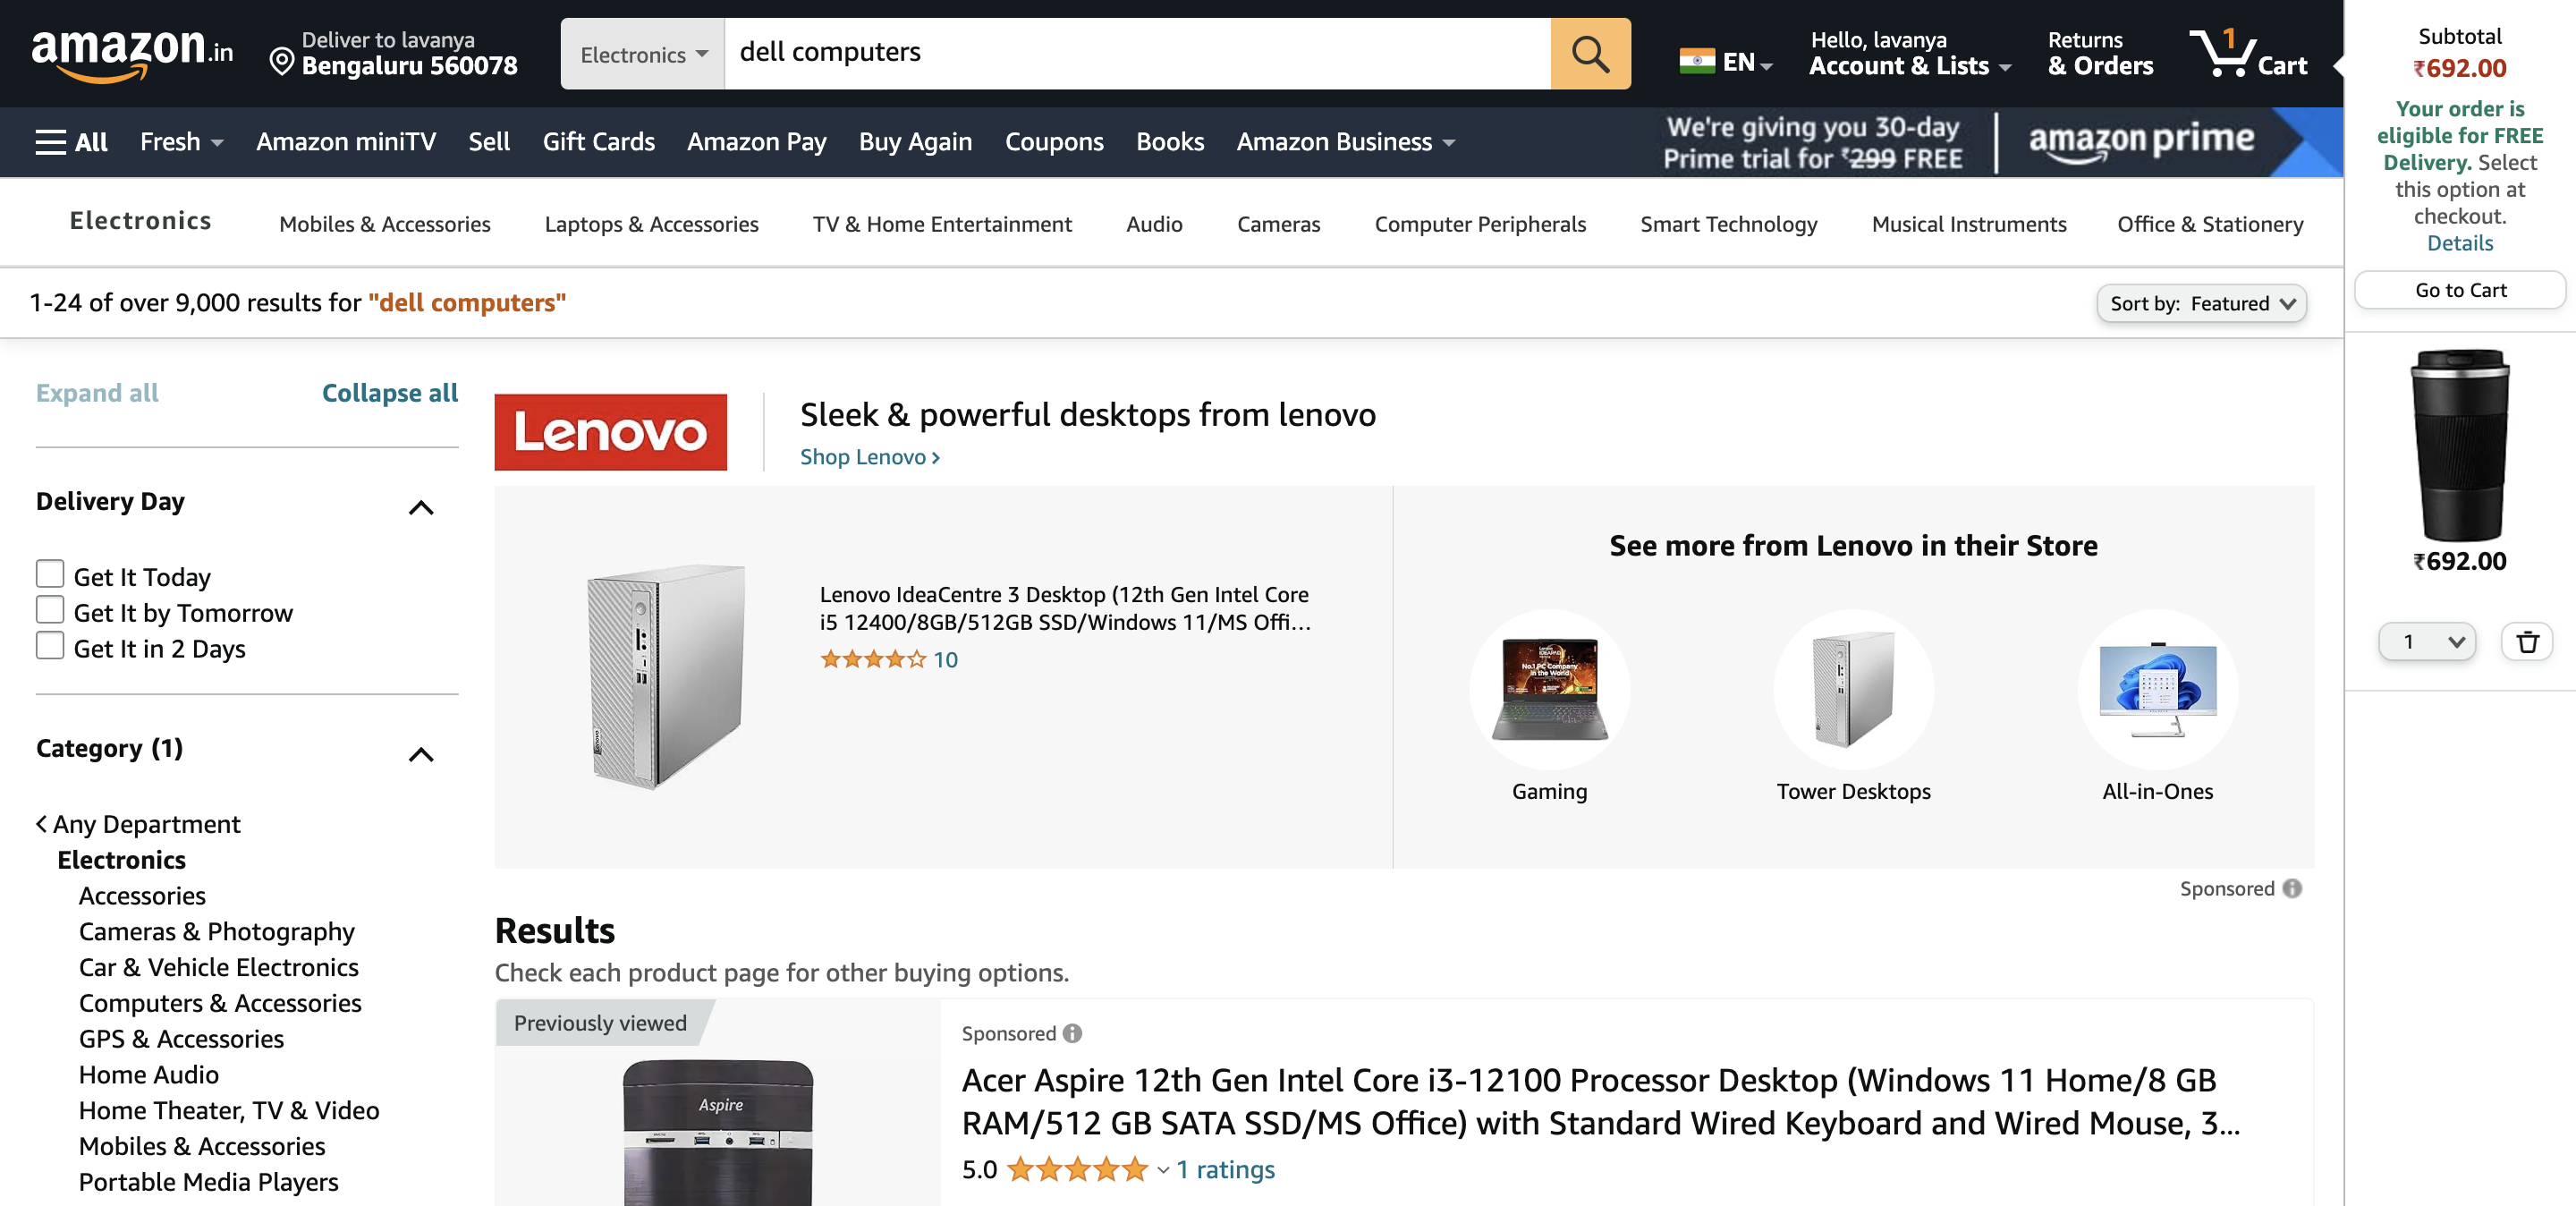 amazon.in
Deliver to lavanya
Bengaluru 560078
Electronics
dell computers
EN
Hello, lavanya
Account & Lists
Returns
& Orders
1
Cart
All
Fresh
Amazon miniTV
Sell
Gift Cards
Amazon Pay
Buy Again
Coupons
Books
Amazon Business
We're giving you 30-day
Prime trial for ₹299 FREE
amazon prime
Electronics
Mobiles & Accessories
Laptops & Accessories
TV & Home Entertainment
Audio
Cameras
Computer Peripherals
Smart Technology
Musical Instruments
Office & Stationery
1-24 of over 9,000 results for "dell computers"
Sort by: Featured
Expand all
Collapse all
Delivery Day
Get It Today
Get It by Tomorrow
Get It in 2 Days
Category (1)
Any Department
Electronics
Accessories
Cameras & Photography
Car & Vehicle Electronics
Computers & Accessories
GPS & Accessories
Home Audio
Home Theater, TV & Video
Mobiles & Accessories
Portable Media Players
Lenovo
Sleek & powerful desktops from lenovo
Shop Lenovo ›
Lenovo IdeaCentre 3 Desktop (12th Gen Intel Core
i5 12400/8GB/512GB SSD/Windows 11/MS Offi…
10
See more from Lenovo in their Store
No.1 PC Company
in the World
Gaming
Tower Desktops
All-in-Ones
Sponsored
Results
Check each product page for other buying options.
Previously viewed
Aspire
Sponsored
Acer Aspire 12th Gen Intel Core i3-12100 Processor Desktop (Windows 11 Home/8 GB
RAM/512 GB SATA SSD/MS Office) with Standard Wired Keyboard and Wired Mouse, 3…
5.0
1 ratings
Subtotal
₹692.00
Your order is
eligible for FREE
Delivery. Select
this option at
checkout.
Details
Go to Cart
₹692.00
1